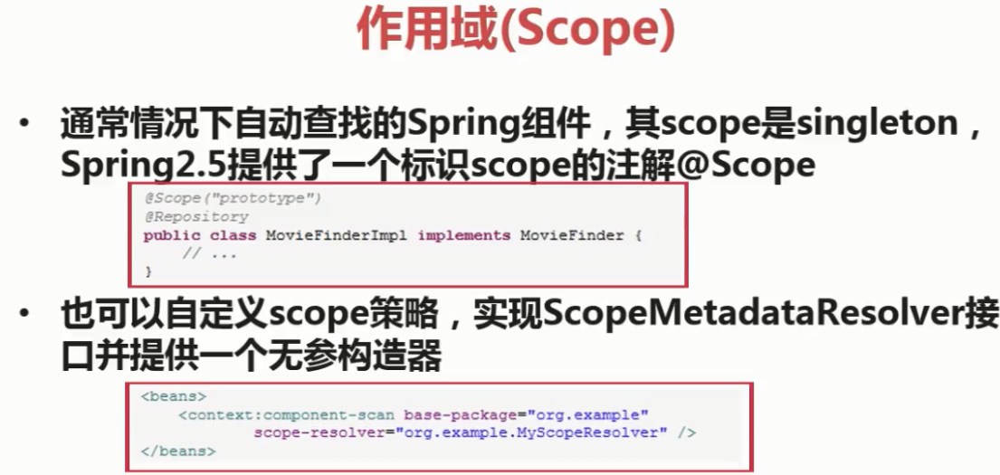 作用域(Scope)
• 通常情况下自动查找的Spring组件，其scope是singleton，
Spring2.5提供了一个标识scope的注解@Scope
@Scope("prototype")
@Repository
public class MovieFinderImpl implements MovieFinder {
// ...
}
• 也可以自定义scope策略，实现ScopeMetadataResolver接
口并提供一个无参构造器
<beans>
<context:component-scan base-package="org.example"
scope-resolver="org.example.MyScopeResolver" />
</beans>